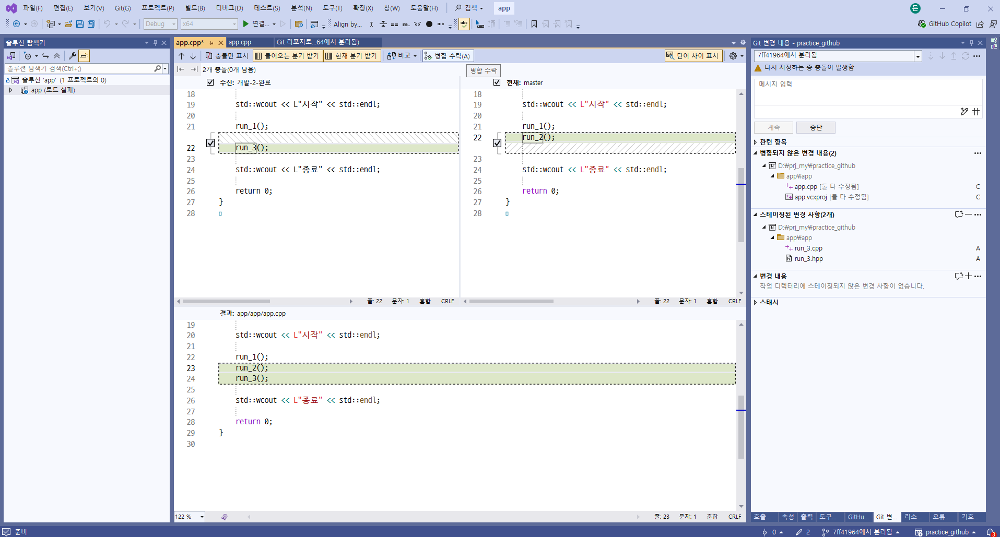 파일(F) 편집(E) 보기(V) Git(G) 프로젝트(P) 빌드(B) 디버그(D) 테스트(S) 분석(N) 도구(T) 확장(X) 창(W) 도움말(H) 검색 app
Debug x64 연결... Align by... GitHub Copilot
알림
솔루션 탐색기
솔루션 탐색기 검색(Ctrl+;)
솔루션 'app' (1 프로젝트의 0)
app (로드 실패)
app.cpp* app.cpp Git 리포지토...64에서 분리됨)
충돌만 표시 들어오는 분기 받기 현재 분기 받기 비교 병합 수락(A) 단어 차이 표시
2개 충돌(0개 남음)
병합 수락
수신: 개발-2-완료
18
19 std::wcout << L"시작" << std::endl;
20
21 run_1();
22 run_3();
23
24 std::wcout << L"종료" << std::endl;
25
26 return 0;
27 }
28
줄: 22 문자: 1 혼합 CRLF
현재: master
18
19 std::wcout << L"시작" << std::endl;
20
21 run_1();
22 run_2();
23
24 std::wcout << L"종료" << std::endl;
25
26 return 0;
27 }
28
줄: 22 문자: 1 혼합 CRLF
결과: app/app/app.cpp
19
20 std::wcout << L"시작" << std::endl;
21
22 run_1();
23 run_2();
24 run_3();
25
26 std::wcout << L"종료" << std::endl;
27
28 return 0;
29 }
30
122 % 줄: 23 문자: 1 혼합 CRLF
Git 변경 내용 - practice_github
7ff41964에서 분리됨
다시 지정하는 중 충돌이 발생함
메시지 입력
계속 중단
관련 항목
병합되지 않은 변경 내용(2)
D:₩prj_my₩practice_github
app₩app
app.cpp [둘 다 수정됨] C
app.vcxproj [둘 다 수정됨] C
스테이징된 변경 사항(2개)
D:₩prj_my₩practice_github
app₩app
run_3.cpp A
run_3.hpp A
변경 내용
작업 디렉터리에 스테이징되지 않은 변경 사항이 없습니다.
스태시
호출... 속성 출력 도구... GitHu... Git 변... 리소... 오류... 기호...
준비 0 2 7ff41964에서 분리됨 practice_github 3